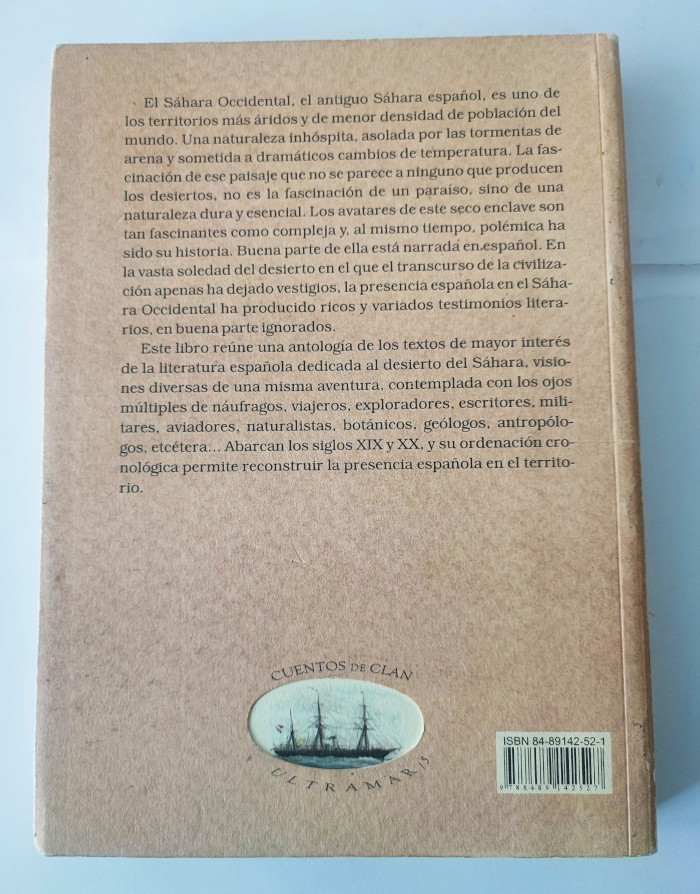 El Sáhara Occidental, el antiguo Sáhara español, es uno de
los territorios más áridos y de menor densidad de población del
mundo. Una naturaleza inhóspita, asolada por las tormentas de
arena y sometida a dramáticos cambios de temperatura. La fas-
cinación de ese paisaje que no se parece a ninguno que producen
los desiertos, no es la fascinación de un paraíso, sino de una
naturaleza dura y esencial. Los avatares de este seco enclave son
tan fascinantes como compleja y, al mismo tiempo, polémica ha
sido su historia. Buena parte de ella está narrada en español. En
la vasta soledad del desierto en el que el transcurso de la civiliza-
ción apenas ha dejado vestigios, la presencia española en el Sáha-
ra Occidental ha producido ricos y variados testimonios litera-
rios, en buena parte ignorados.
Este libro reúne una antología de los textos de mayor interés
de la literatura española dedicada al desierto del Sáhara, visio-
nes diversas de una misma aventura, contemplada con los ojos
múltiples de náufragos, viajeros, exploradores, escritores, mili-
tares, aviadores, naturalistas, botánicos, geólogos, antropólo-
gos, etcétera... Abarcan los siglos XIX y XX, y su ordenación cro-
nológica permite reconstruir la presencia española en el territo-
rio.
CUENTOS DE CLAN
ULTRAMAR/5
ISBN 84-89142-52-1
9 788489 142527